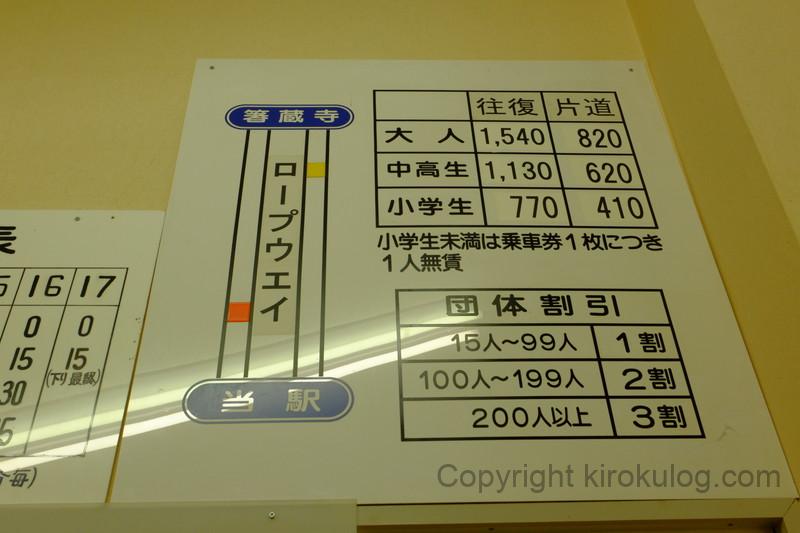 箸蔵寺
ロープウエイ
当駅
往復 片道
大人 1,540 820
中高生 1,130 620
小学生 770 410
小学生未満は乗車券1枚につき
1人無賃
団体割引
15人～99人 1割
100人～199人 2割
200人以上 3割
表
16 17
0 0
15 15
30 (下り最終)
Copyright kirokulog.com